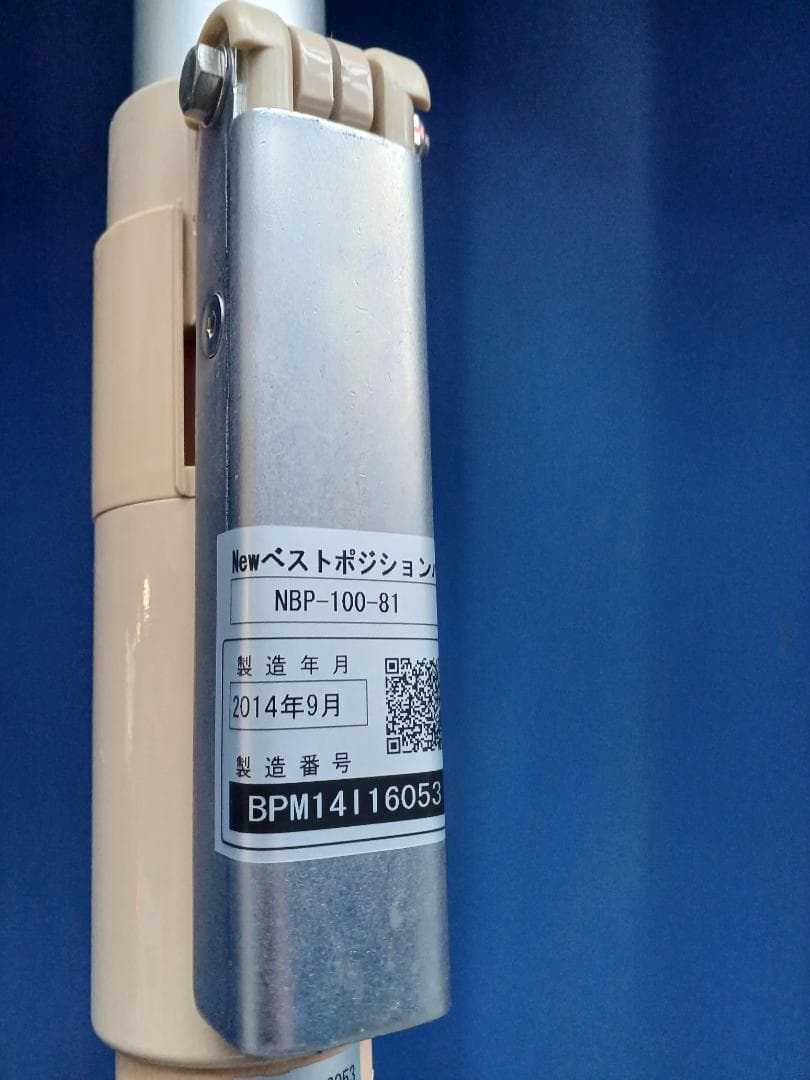 Newベストポジション
NBP-100-81
製造年月
2014年9月
製造番号
BPM14I16053
053